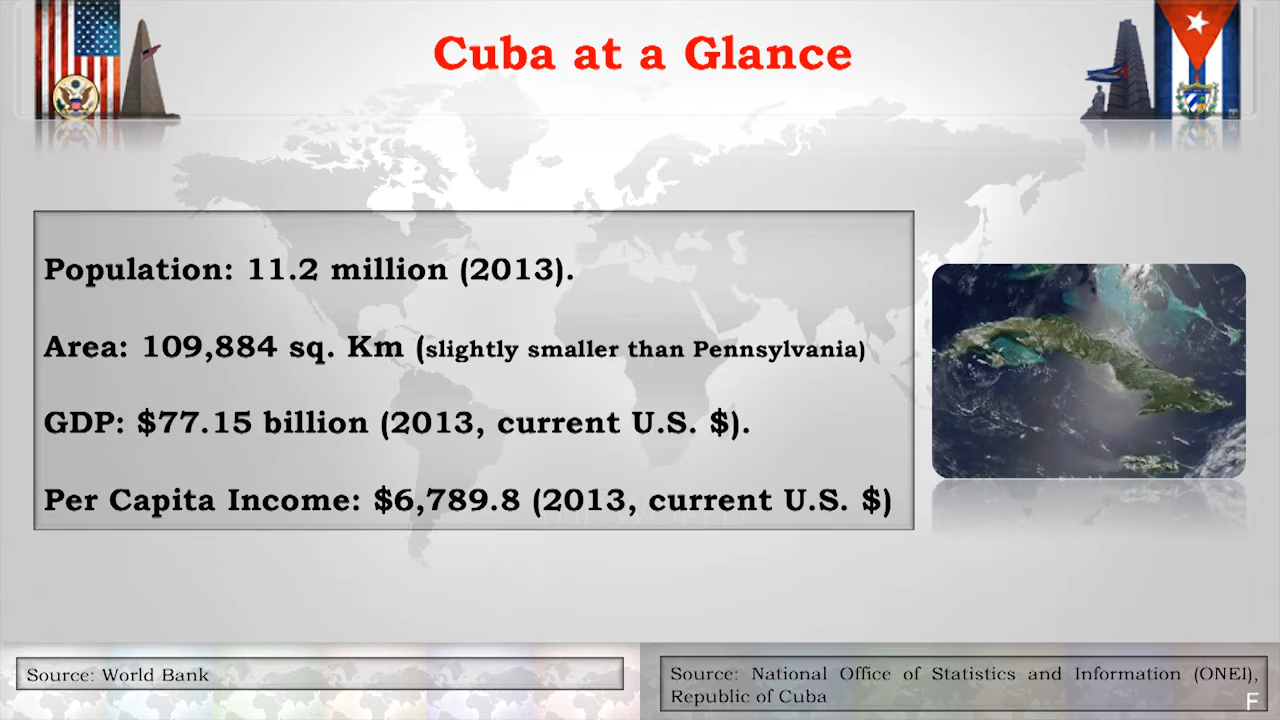 Cuba at a Glance
Population: 11.2 million (2013).
Area: 109,884 sq. Km (slightly smaller than Pennsylvania)
GDP: $77.15 billion (2013, current U.S. $).
Per Capita Income: $6,789.8 (2013, current U.S. $)
Source: World Bank
Source: National Office of Statistics and Information (ONEI),
Republic of Cuba
F